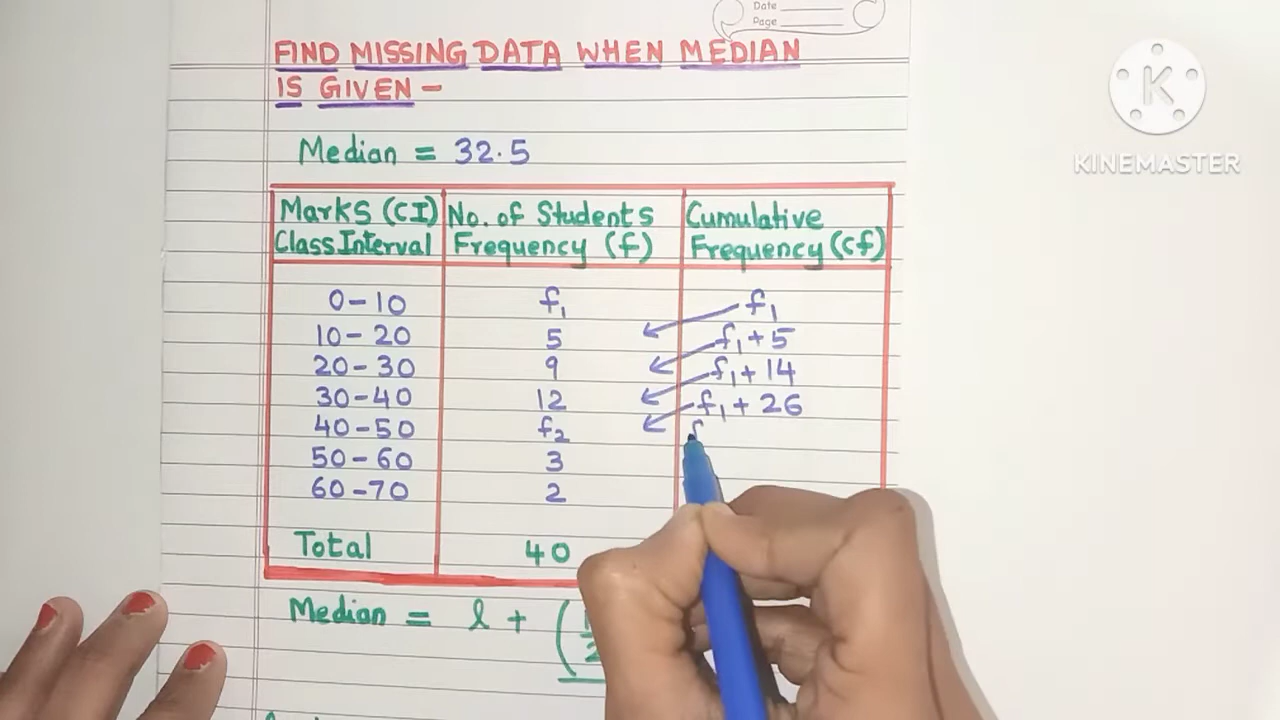 Date
Page
FIND MISSING DATA WHEN MEDIAN
IS GIVEN -
K
KINEMASTER
Median = 32.5
Marks (CI) Class Interval | No. of Students Frequency (f) | Cumulative Frequency (cf)
0-10 f₁ f₁
10-20 5 f₁+5
20-30 9 f₁+14
30-40 12 f₁+26
40-50 f₂ f
50-60 3
60-70 2
Total 40
Median = l + (
2